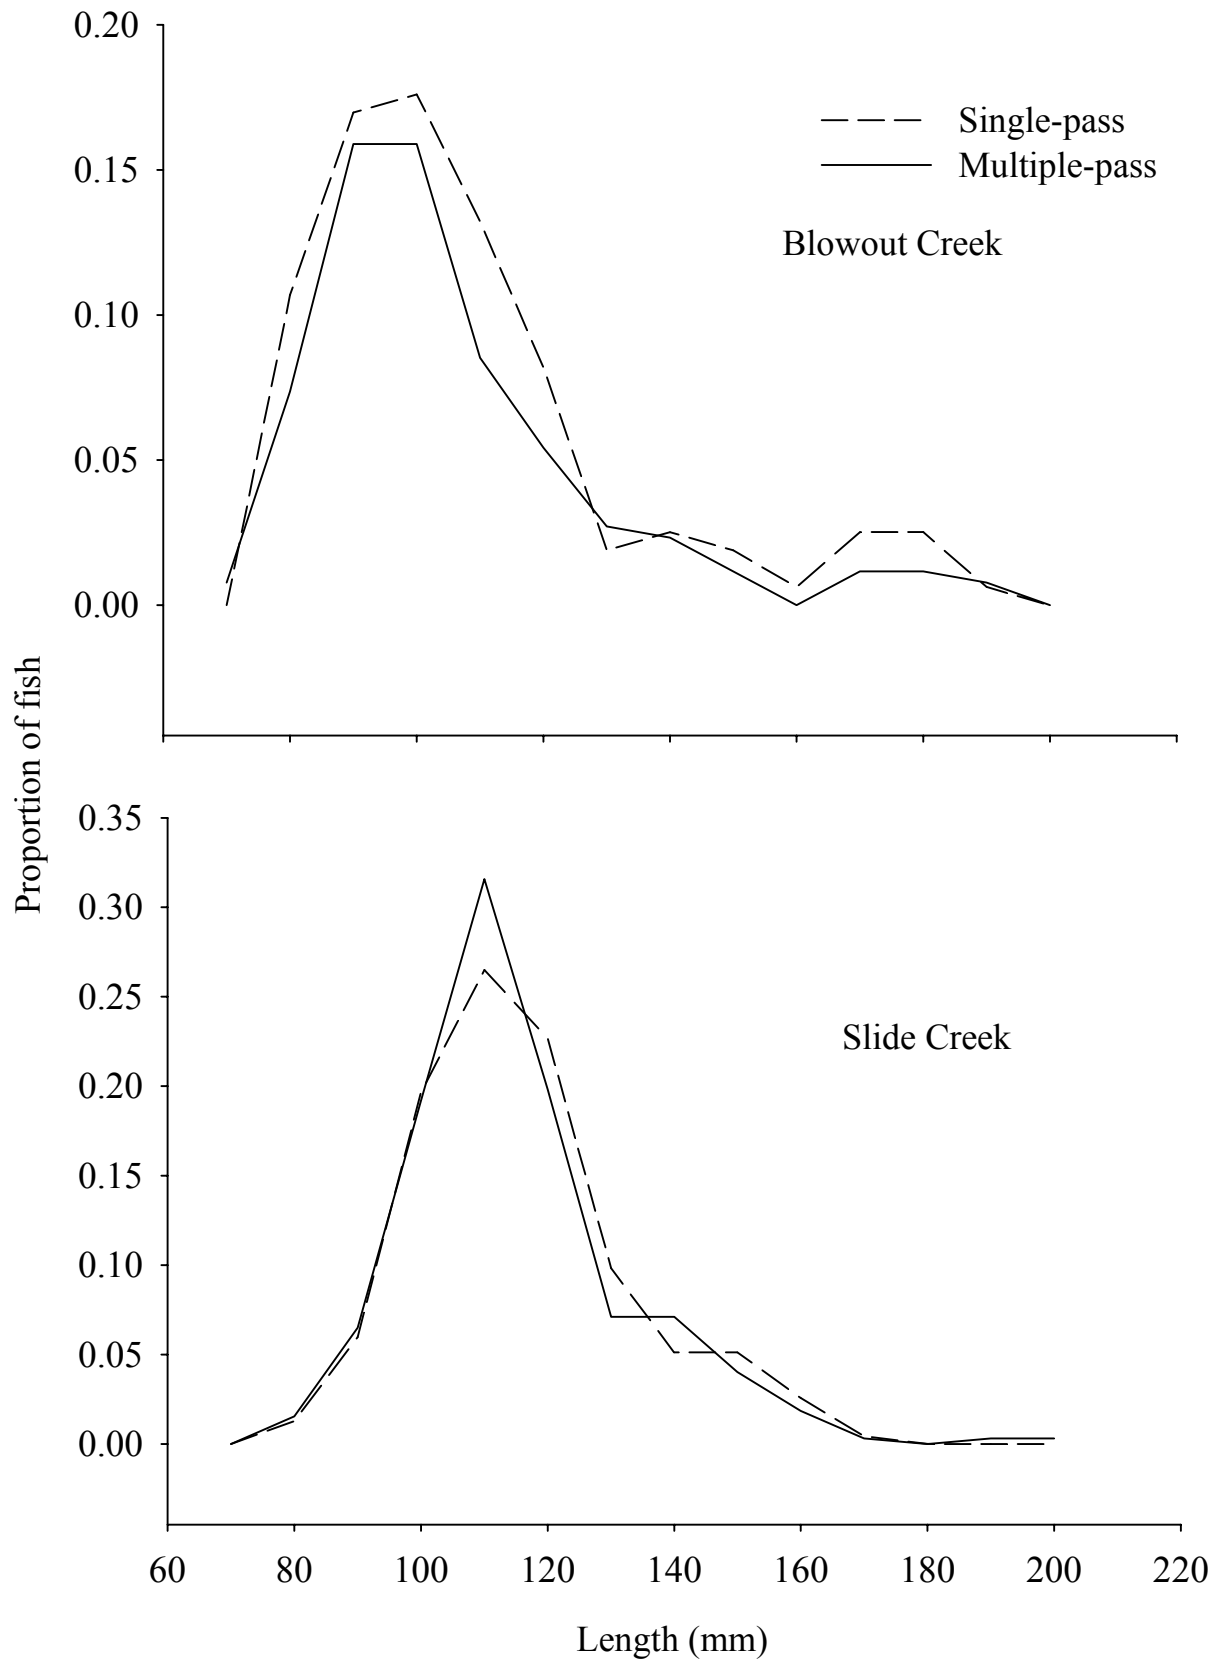 0.20
0.15
0.10
0.05
0.00
Single-pass
Multiple-pass
Blowout Creek
Proportion of fish
0.35
0.30
0.25
0.20
0.15
0.10
0.05
0.00
Slide Creek
60 80 100 120 140 160 180 200 220
Length (mm)